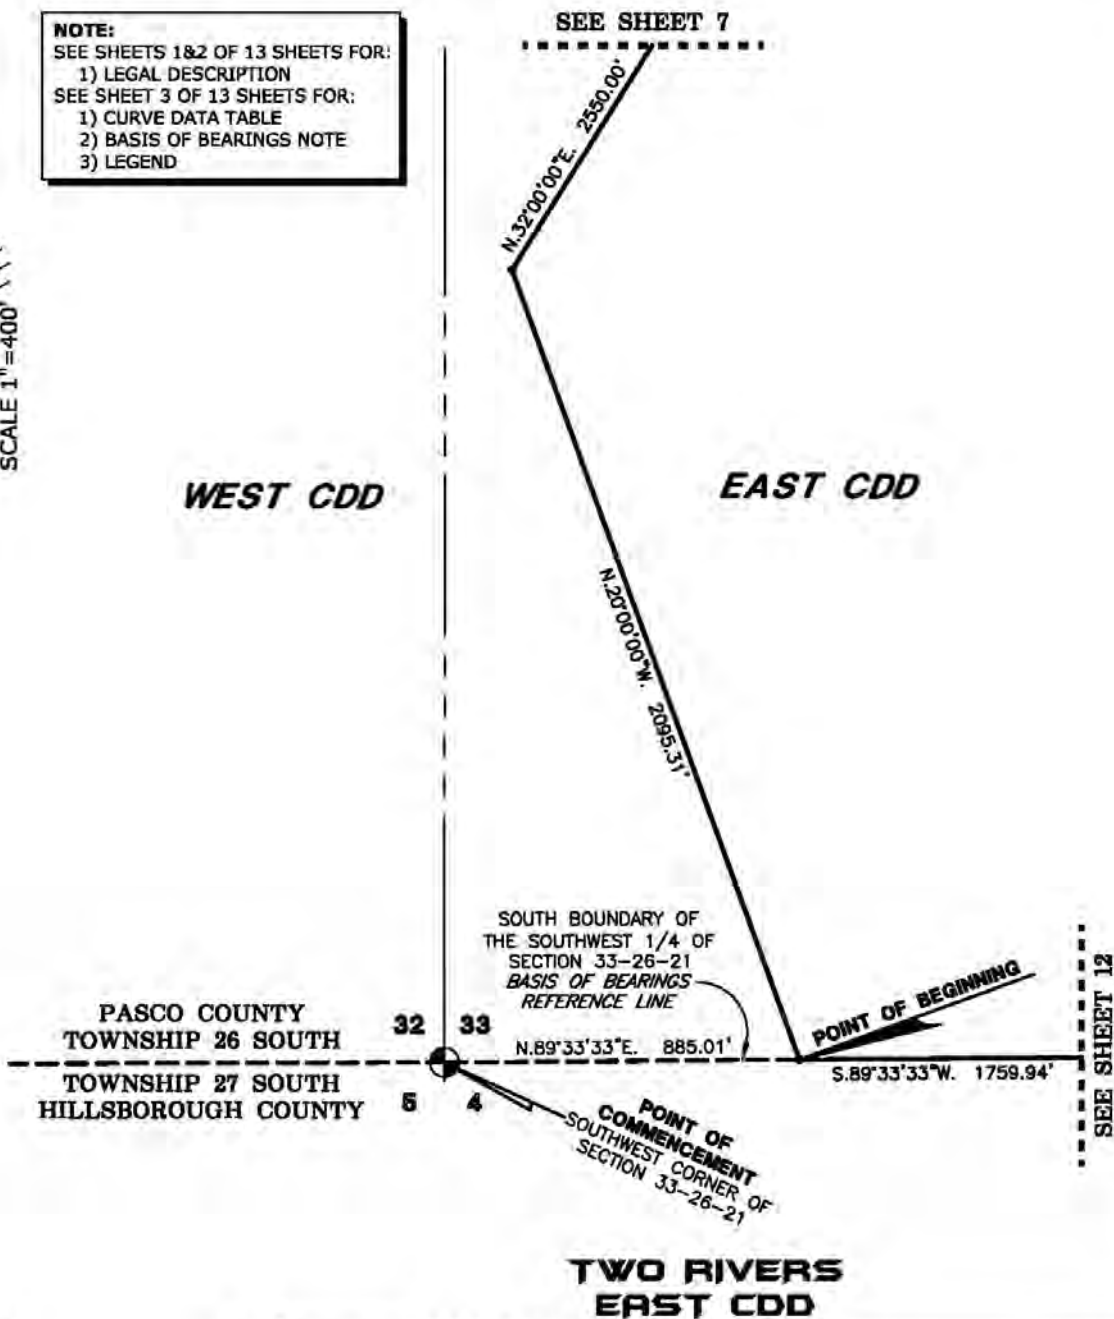 NOTE:
SEE SHEETS 1&2 OF 13 SHEETS FOR:
1) LEGAL DESCRIPTION
SEE SHEET 3 OF 13 SHEETS FOR:
1) CURVE DATA TABLE
2) BASIS OF BEARINGS NOTE
3) LEGEND
SEE SHEET 7
SCALE 1"=400'
N.32°00'00"E. 2550.00'
WEST CDD
EAST CDD
N.20°00'00"W. 2095.31'
SOUTH BOUNDARY OF
THE SOUTHWEST 1/4 OF
SECTION 33-26-21
BASIS OF BEARINGS
REFERENCE LINE
POINT OF BEGINNING
SEE SHEET 12
PASCO COUNTY
TOWNSHIP 26 SOUTH
32 33
N.89°33'33"E. 885.01'
S.89°33'33"W. 1759.94'
TOWNSHIP 27 SOUTH
HILLSBOROUGH COUNTY
5 4
POINT OF
COMMENCEMENT
SOUTHWEST CORNER OF
SECTION 33-26-21
TWO RIVERS
EAST CDD